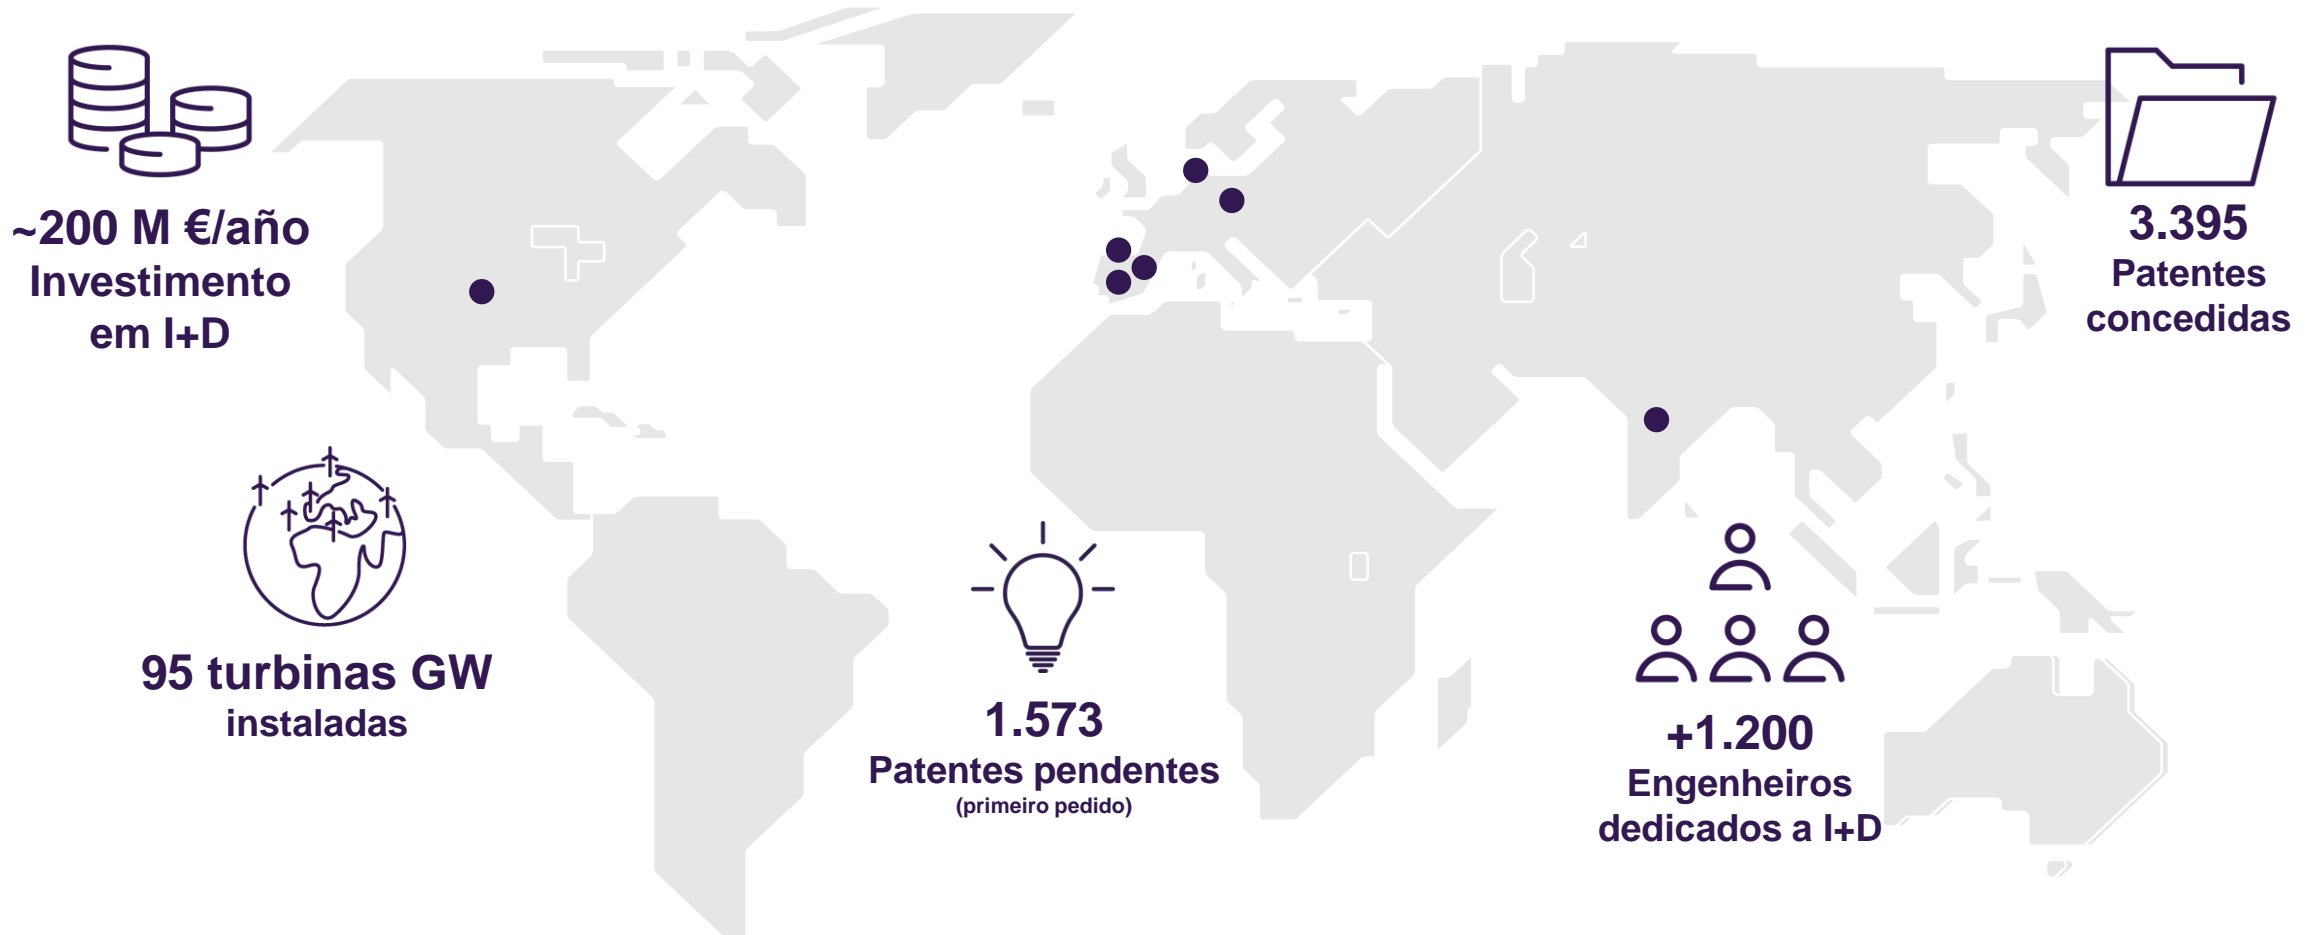 ~200 M €/año
Investimento
em I+D
3.395
Patentes
concedidas
95 turbinas GW
instaladas
1.573
Patentes pendentes
(primeiro pedido)
+1.200
Engenheiros
dedicados a I+D